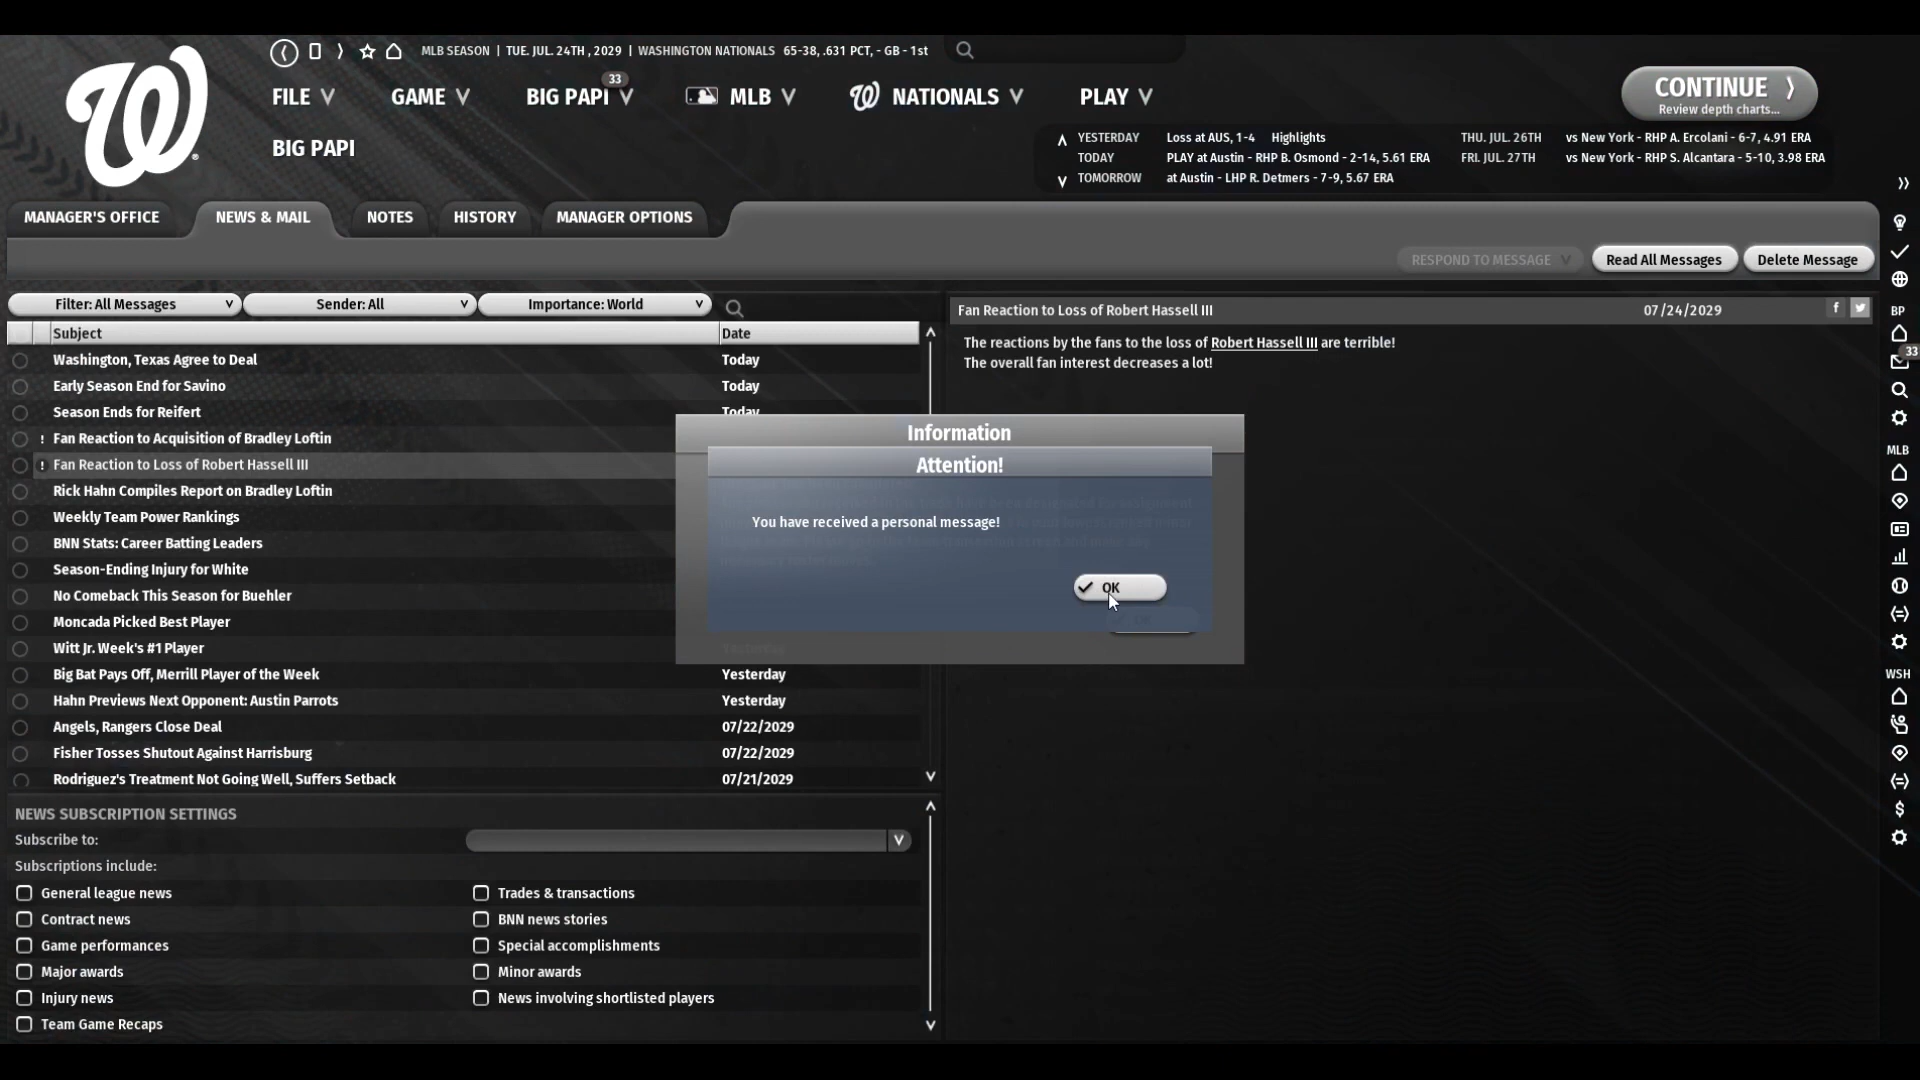 MLB SEASON | TUE. JUL. 24TH , 2029 | WASHINGTON NATIONALS 65-38, .631 PCT, - GB - 1st
33
FILE GAME BIG PAPI MLB NATIONALS PLAY
CONTINUE
Review depth charts...
BIG PAPI
YESTERDAY Loss at AUS, 1-4 Highlights THU. JUL. 26TH vs New York - RHP A. Ercolani - 6-7, 4.91 ERA
TODAY PLAY at Austin - RHP B. Osmond - 2-14, 5.61 ERA FRI. JUL. 27TH vs New York - RHP S. Alcantara - 5-10, 3.98 ERA
TOMORROW at Austin - LHP R. Detmers - 7-9, 5.67 ERA
MANAGER'S OFFICE NEWS & MAIL NOTES HISTORY MANAGER OPTIONS
RESPOND TO MESSAGE Read All Messages Delete Message
Filter: All Messages Sender: All Importance: World
Subject Date
Washington, Texas Agree to Deal Today
Early Season End for Savino Today
Season Ends for Reifert Today
! Fan Reaction to Acquisition of Bradley Loftin
! Fan Reaction to Loss of Robert Hassell III
Rick Hahn Compiles Report on Bradley Loftin
Weekly Team Power Rankings
BNN Stats: Career Batting Leaders
Season-Ending Injury for White
No Comeback This Season for Buehler
Moncada Picked Best Player
Witt Jr. Week's #1 Player
Big Bat Pays Off, Merrill Player of the Week Yesterday
Hahn Previews Next Opponent: Austin Parrots Yesterday
Angels, Rangers Close Deal 07/22/2029
Fisher Tosses Shutout Against Harrisburg 07/22/2029
Rodriguez's Treatment Not Going Well, Suffers Setback 07/21/2029
Fan Reaction to Loss of Robert Hassell III 07/24/2029
The reactions by the fans to the loss of Robert Hassell III are terrible!
The overall fan interest decreases a lot!
Information
Attention!
You have received a personal message!
OK
NEWS SUBSCRIPTION SETTINGS
Subscribe to:
Subscriptions include:
General league news Trades & transactions
Contract news BNN news stories
Game performances Special accomplishments
Major awards Minor awards
Injury news News involving shortlisted players
Team Game Recaps
BP
33
MLB
WSH